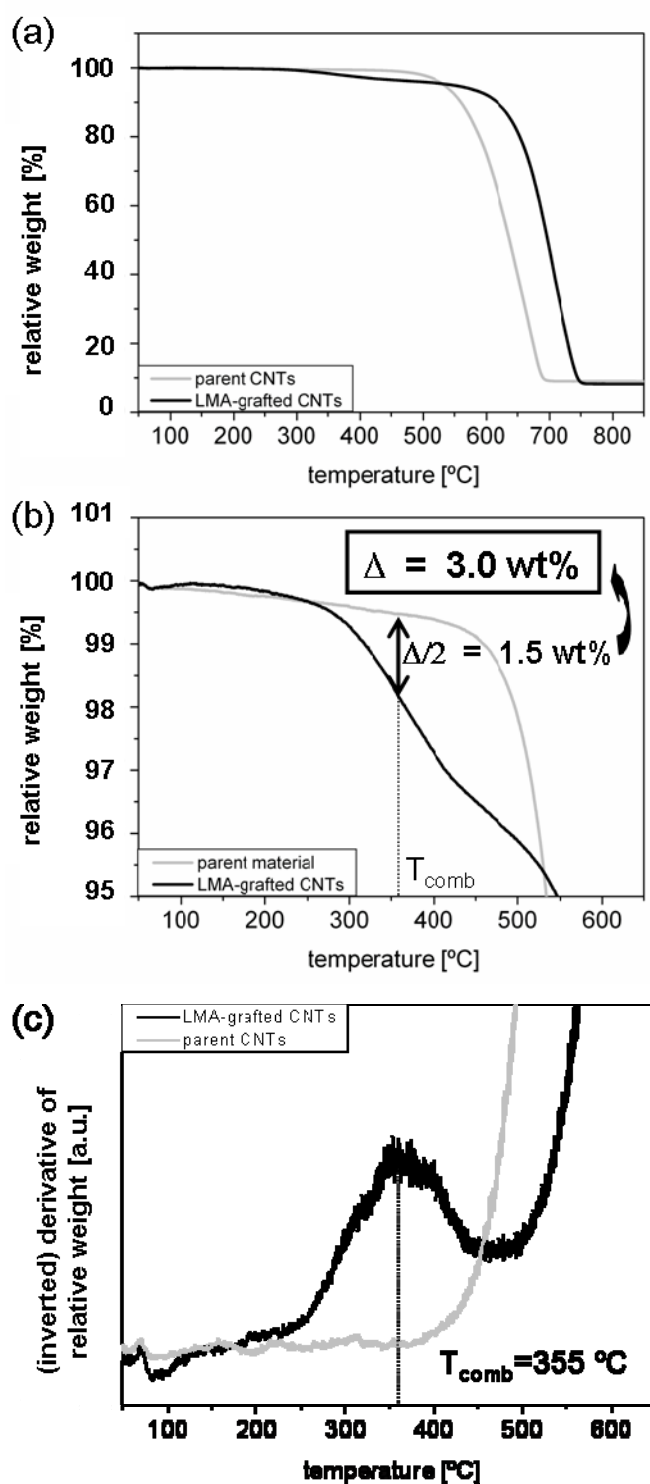 (a)
100
80
60
40
20
0
relative weight [%]
parent CNTs
LMA-grafted CNTs
100 200 300 400 500 600 700 800
temperature [ºC]
(b)
101
100
99
98
97
96
95
relative weight [%]
Δ = 3.0 wt%
Δ/2 = 1.5 wt%
parent material
LMA-grafted CNTs
Tcomb
100 200 300 400 500 600
temperature [ºC]
(c)
LMA-grafted CNTs
parent CNTs
(inverted) derivative of
relative weight [a.u.]
Tcomb=355 ºC
100 200 300 400 500 600
temperature [ºC]